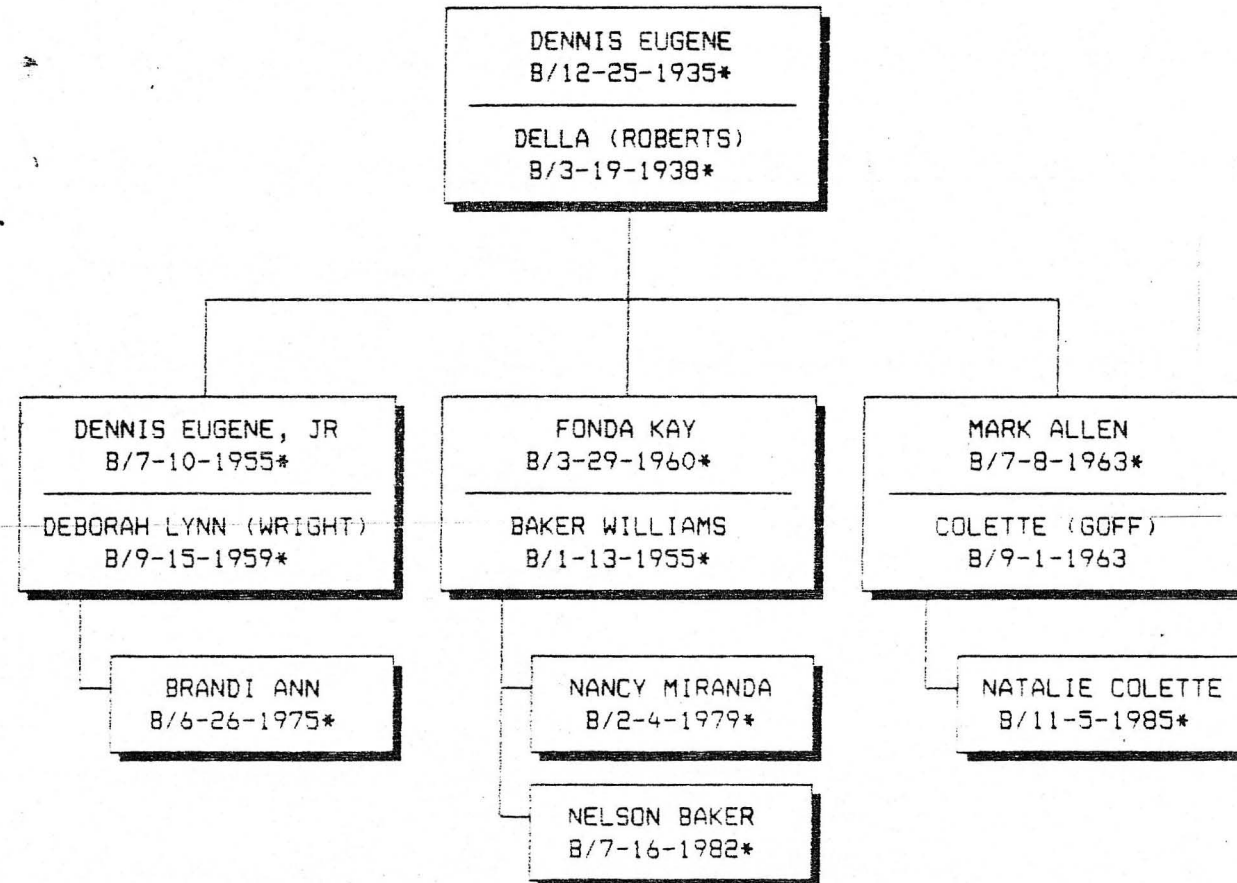 DENNIS EUGENE
B/12-25-1935*
DELLA (ROBERTS)
B/3-19-1938*
DENNIS EUGENE, JR
B/7-10-1955*
DEBORAH LYNN (WRIGHT)
B/9-15-1959*
FONDA KAY
B/3-29-1960*
BAKER WILLIAMS
B/1-13-1955*
MARK ALLEN
B/7-8-1963*
COLETTE (GOFF)
B/9-1-1963
BRANDI ANN
B/6-26-1975*
NANCY MIRANDA
B/2-4-1979*
NELSON BAKER
B/7-16-1982*
NATALIE COLETTE
B/11-5-1985*